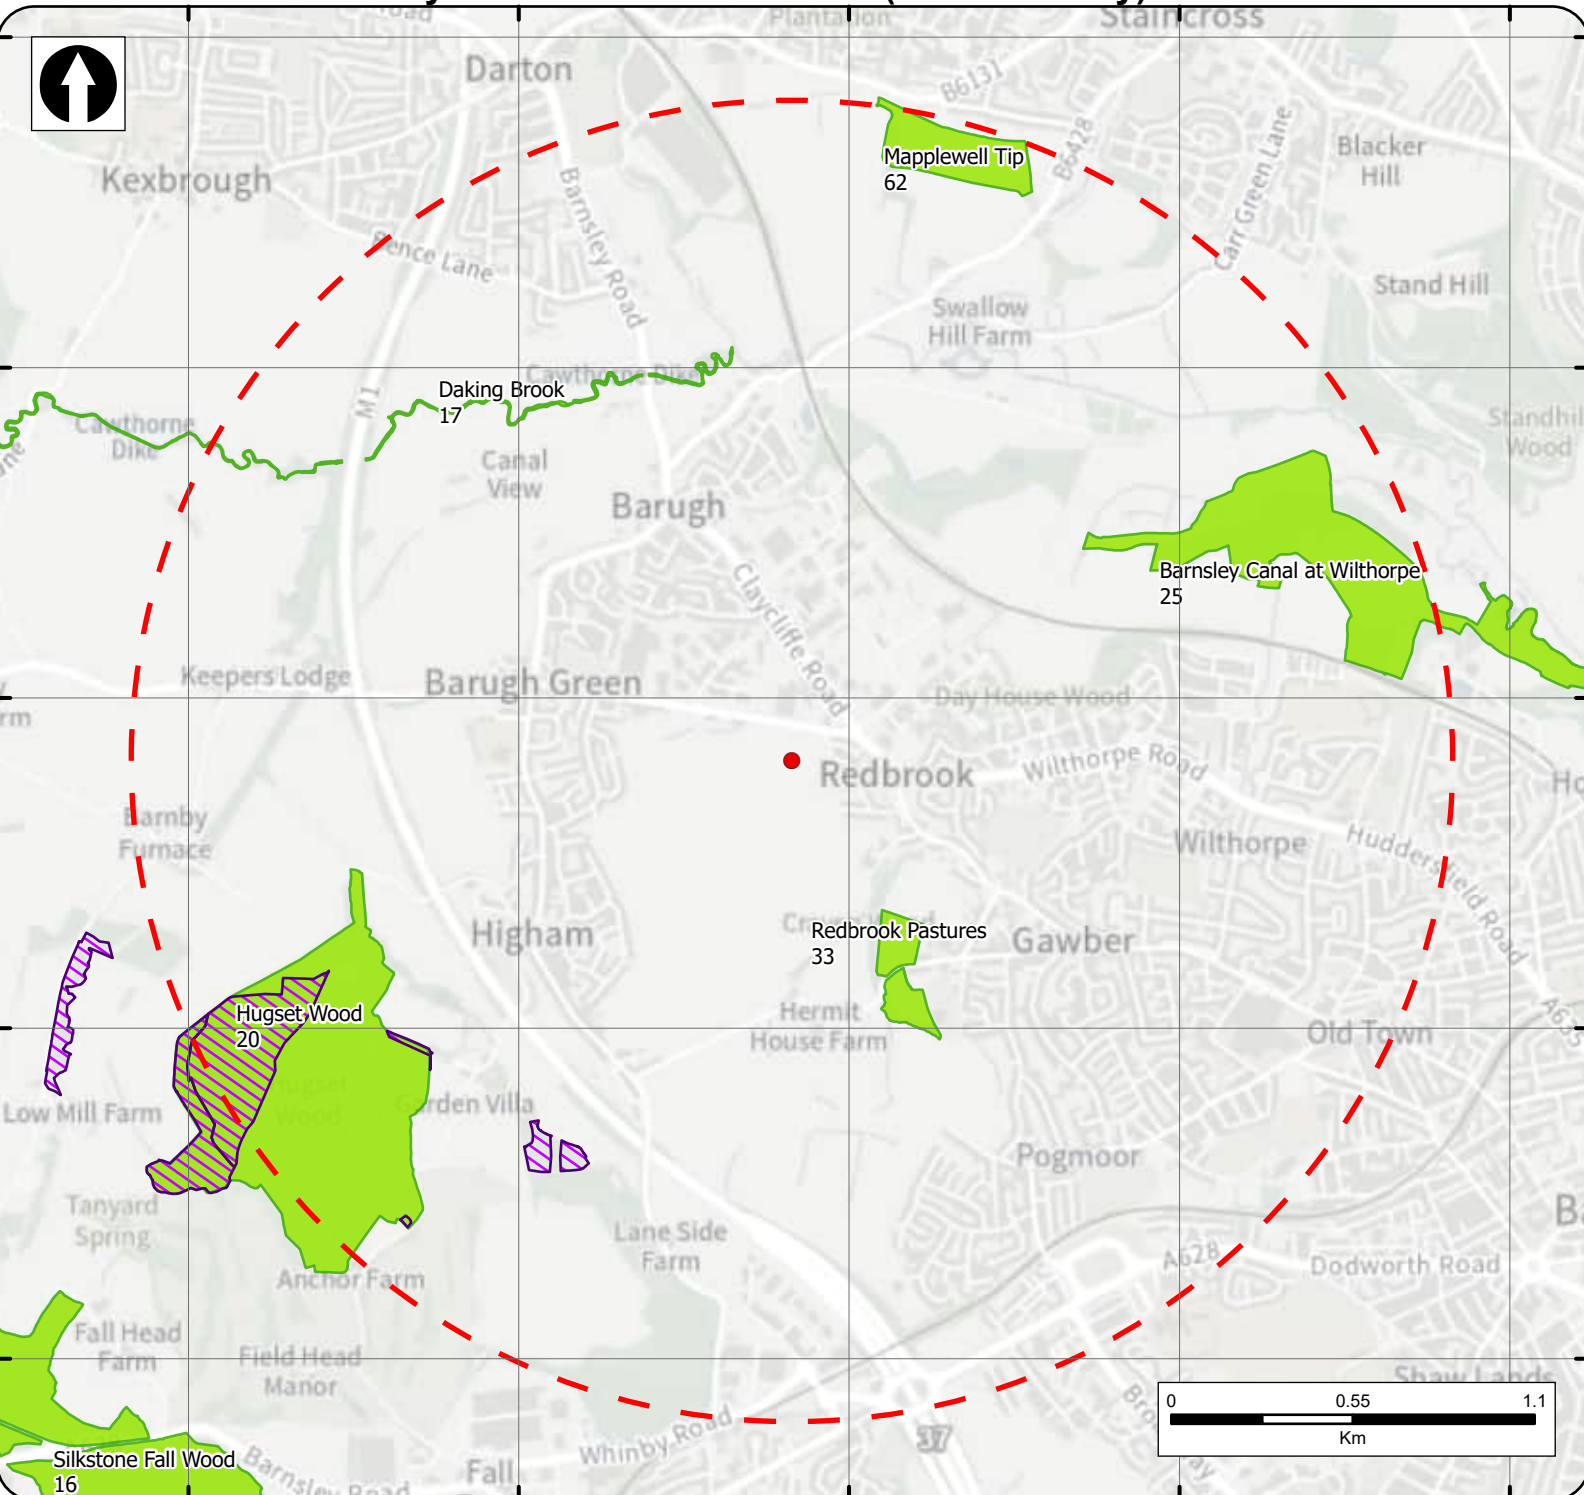 Plantation
Staincross
Darton
B6131
Mapplewell Tip
62
B6428
Blacker
Hill
Kexbrough
Barnsley Road
Carr Green Lane
Pence Lane
Stand Hill
Swallow
Hill Farm
Cawthorne Dike
Daking Brook
17
M1
Cawthorne
Dike
Wood
Canal
View
Barugh
Barnsley Canal at Wilthorpe
25
Claycliffe Road
Keepers Lodge
Barugh Green
Day House Wood
Redbrook
Wilthorpe Road
Barnby
Furnace
Wilthorpe
Huddersfield Road
Higham
Redbrook Pastures
33
Gawber
Hugset Wood
20
Hermit
House Farm
Old Town
A635
Hugset
Wood
Low Mill Farm
Garden Villa
Pogmoor
Tanyard
Spring
Lane Side
Farm
A628
Dodworth Road
Anchor Farm
Fall Head
Farm
Field Head
Manor
Shaw Lands
0 0.55 1.1
Km
Whinby Road
37
Silkstone Fall Wood
16
Barnsley Road
Fall